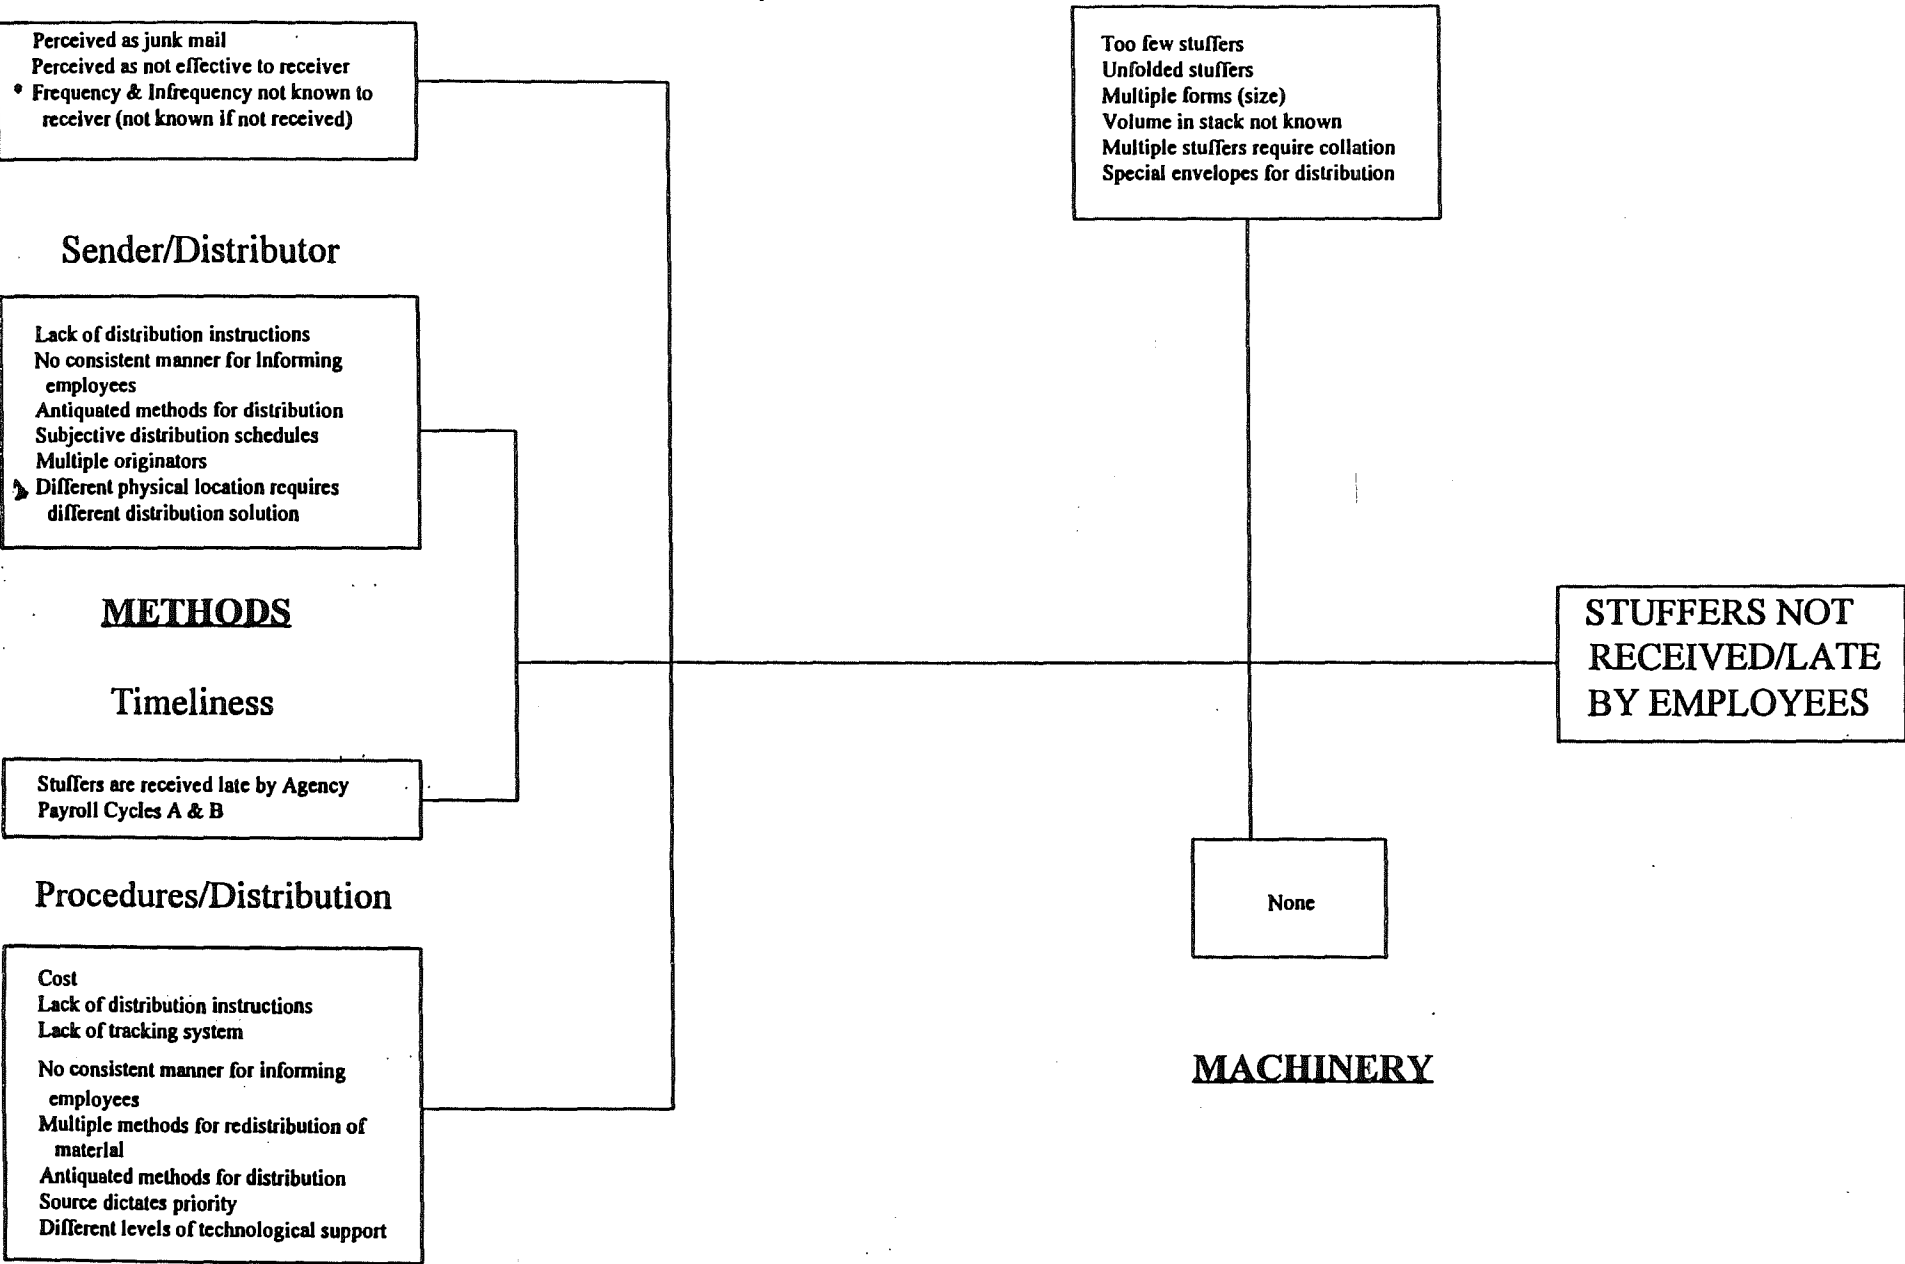 Perceived as junk mail
Perceived as not effective to receiver
* Frequency & Infrequency not known to
receiver (not known if not received)
Sender/Distributor
Lack of distribution instructions
No consistent manner for Informing
employees
Antiquated methods for distribution
Subjective distribution schedules
Multiple originators
Different physical location requires
different distribution solution
METHODS
Timeliness
Stuffers are received late by Agency
Payroll Cycles A & B
Procedures/Distribution
Cost
Lack of distribution instructions
Lack of tracking system
No consistent manner for informing
employees
Multiple methods for redistribution of
material
Antiquated methods for distribution
Source dictates priority
Different levels of technological support
Too few stuffers
Unfolded stuffers
Multiple forms (size)
Volume in stack not known
Multiple stuffers require collation
Special envelopes for distribution
None
MACHINERY
STUFFERS NOT
RECEIVED/LATE
BY EMPLOYEES